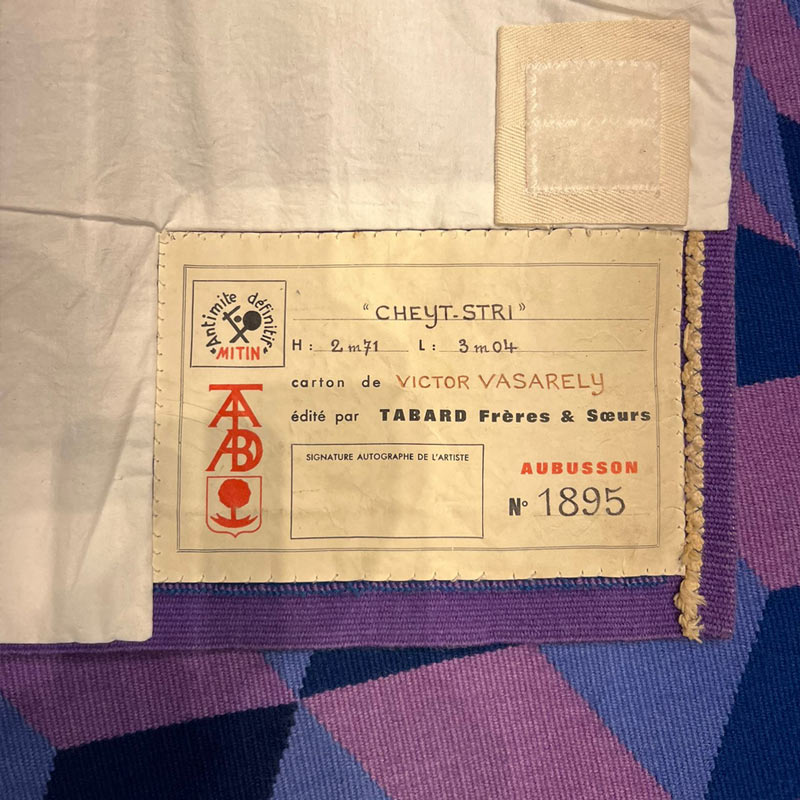 Antimite définitif
MITIN
"CHEYT-STRI"
H: 2m71 L: 3m04
carton de VICTOR VASARELY
édité par TABARD Frères & Sœurs
TABARD
SIGNATURE AUTOGRAPHE DE L'ARTISTE
AUBUSSON
N° 1895